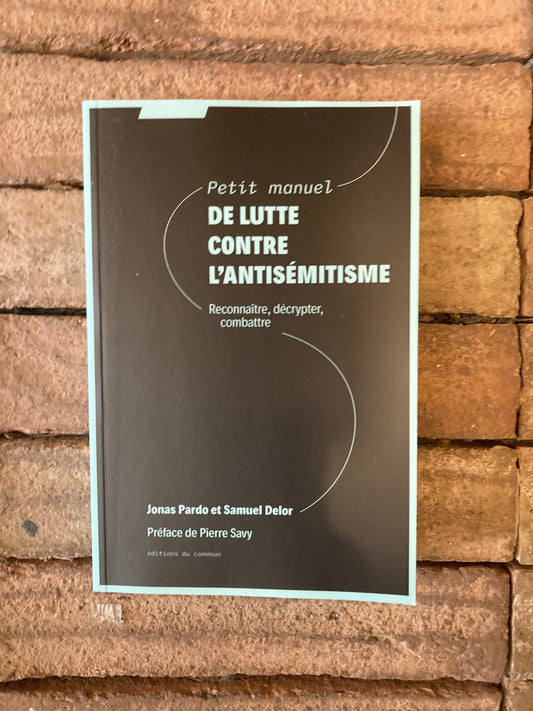 Petit manuel
DE LUTTE
CONTRE
L'ANTISÉMITISME
Reconnaître, décrypter,
combattre
Jonas Pardo et Samuel Delor
Préface de Pierre Savy
éditions du commun